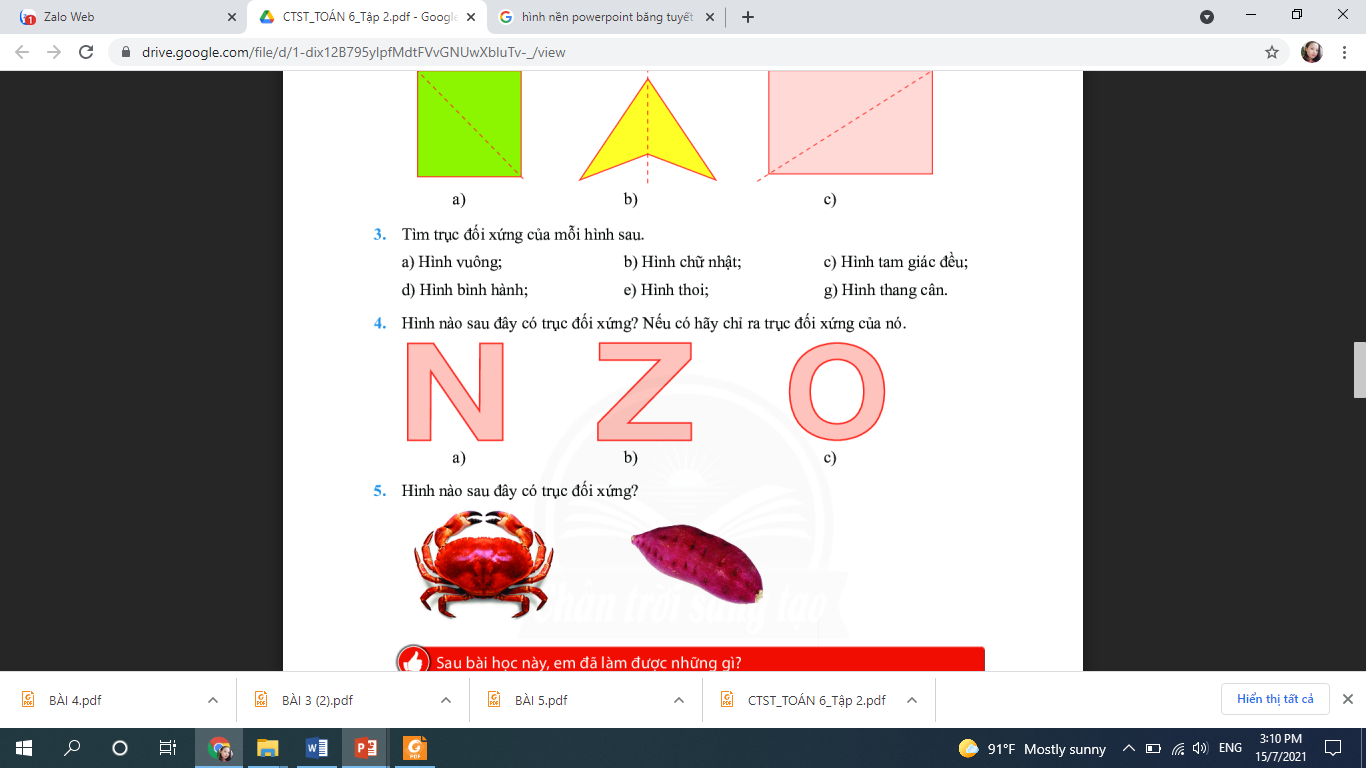 Zalo Web
CTST_TOÁN 6_Tập 2.pdf - Google
hình nền powerpoint băng tuyết
drive.google.com/file/d/1-dix12B795ylpfMdtFVvGNUwXbluTv-_/view
a) b) c)
3. Tìm trục đối xứng của mỗi hình sau.
a) Hình vuông; b) Hình chữ nhật; c) Hình tam giác đều;
d) Hình bình hành; e) Hình thoi; g) Hình thang cân.
4. Hình nào sau đây có trục đối xứng? Nếu có hãy chỉ ra trục đối xứng của nó.
N Z O
a) b) c)
5. Hình nào sau đây có trục đối xứng?
Chân trời sáng tạo
Sau bài học này, em đã làm được những gì?
BÀI 4.pdf
BÀI 3 (2).pdf
BÀI 5.pdf
CTST_TOÁN 6_Tập 2.pdf
Hiển thị tất cả
91°F Mostly sunny
ENG
3:10 PM
15/7/2021